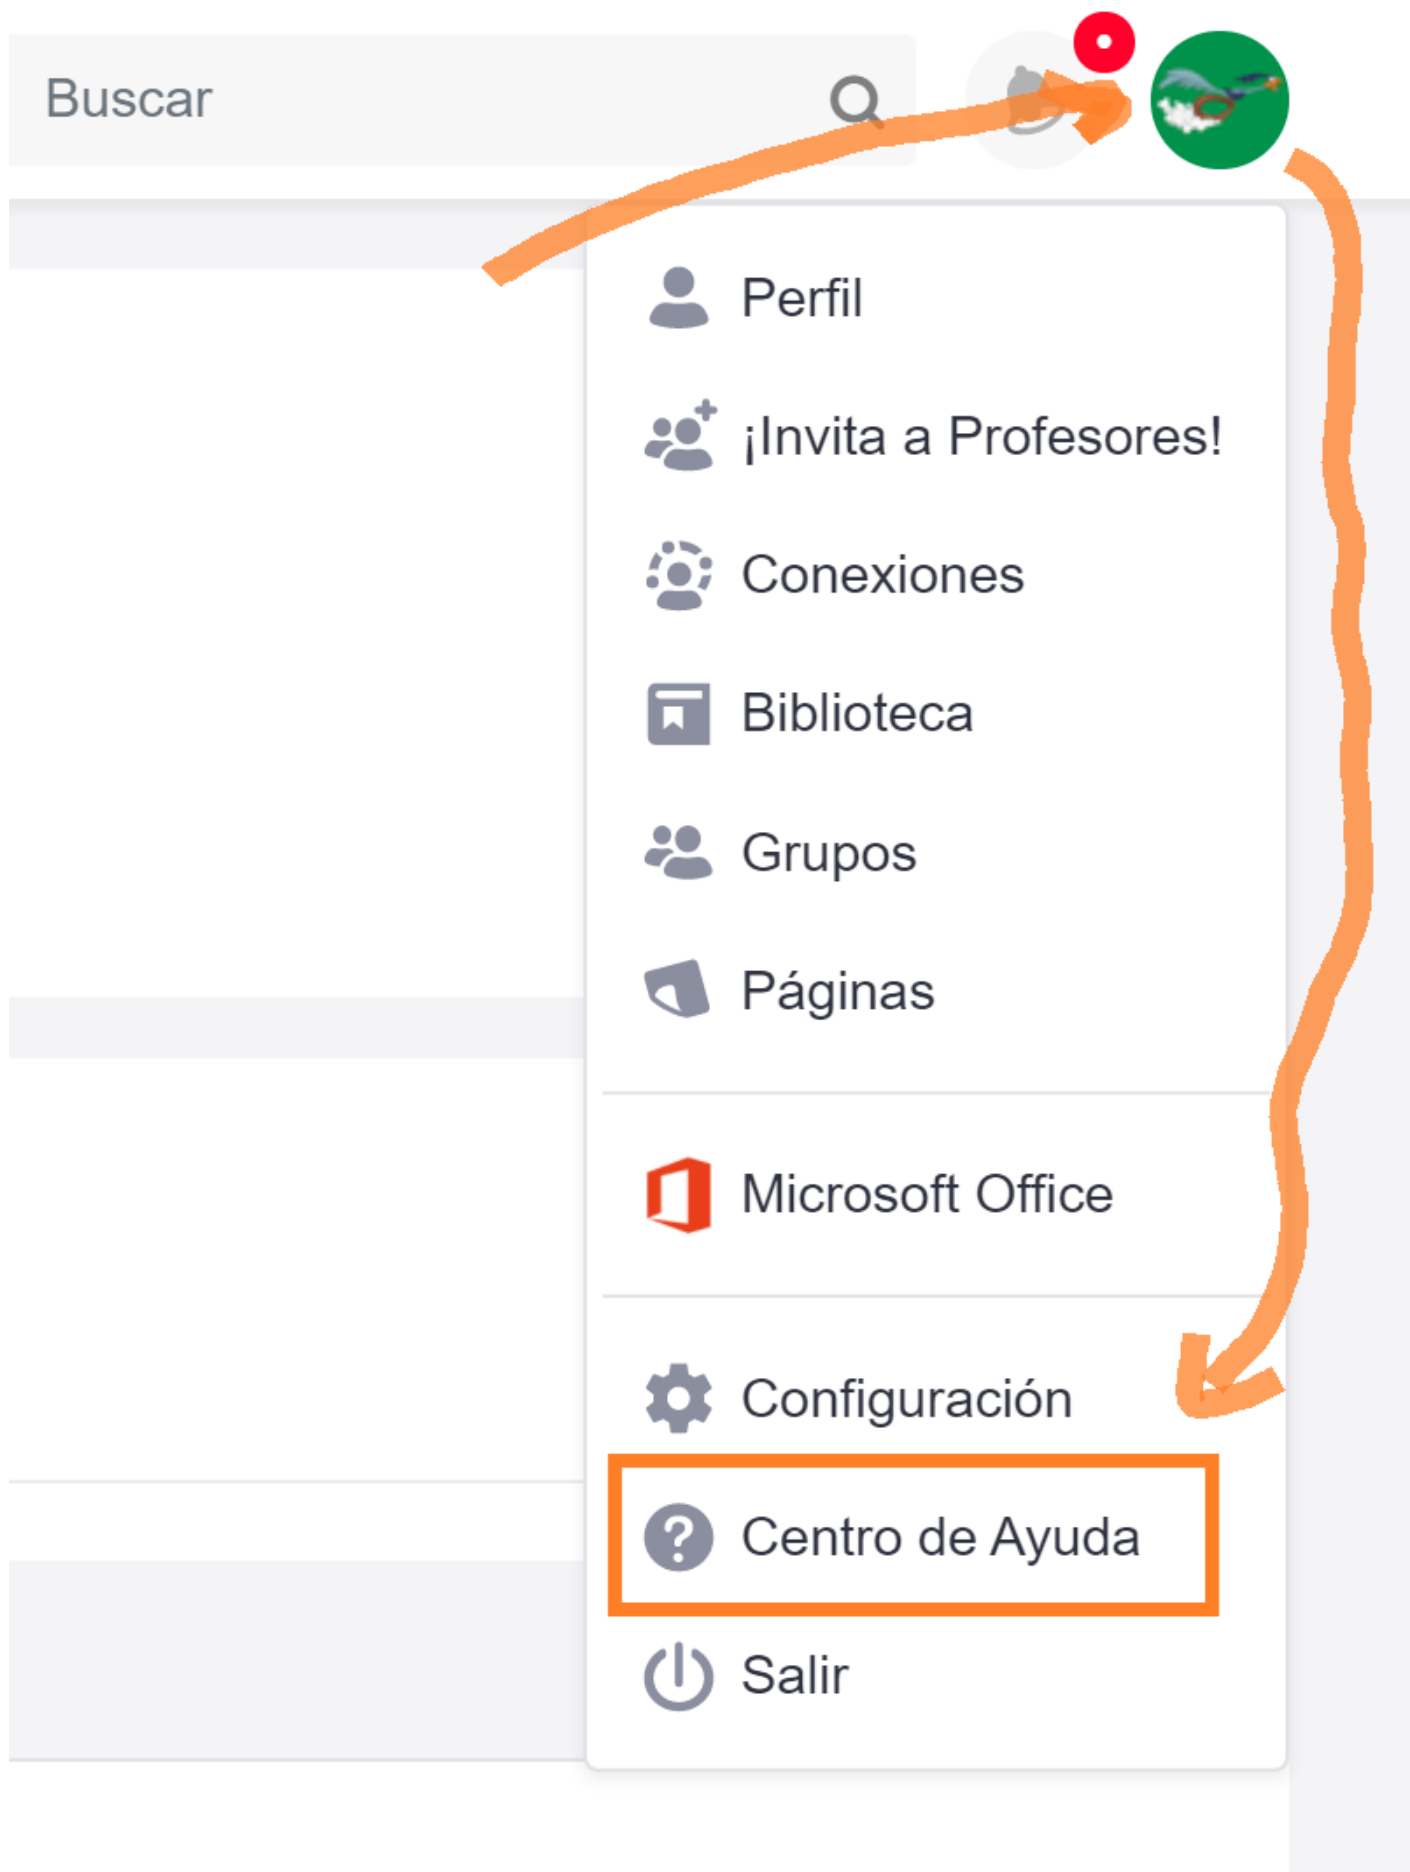 Buscar
Perfil
¡Invita a Profesores!
Conexiones
Biblioteca
Grupos
Páginas
Microsoft Office
Configuración
Centro de Ayuda
Salir